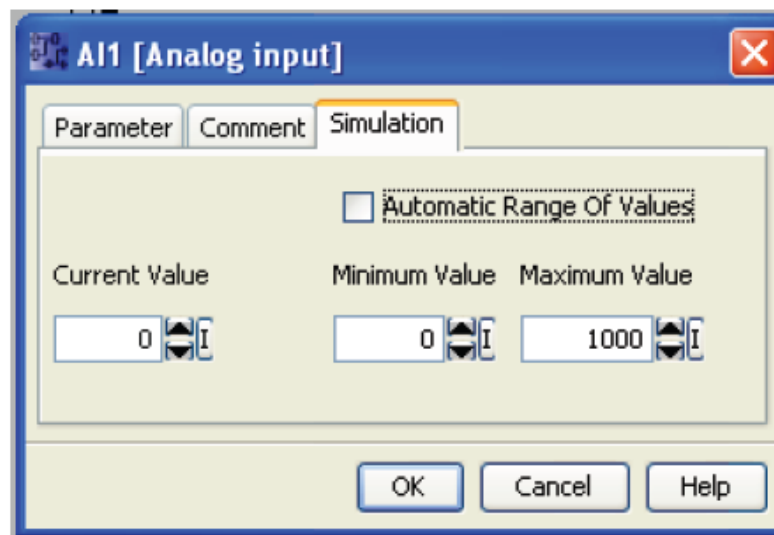 AI1 [Analog input]
Parameter Comment Simulation
Automatic Range Of Values
Current Value Minimum Value Maximum Value
0 I 0 I 1000 I
OK Cancel Help